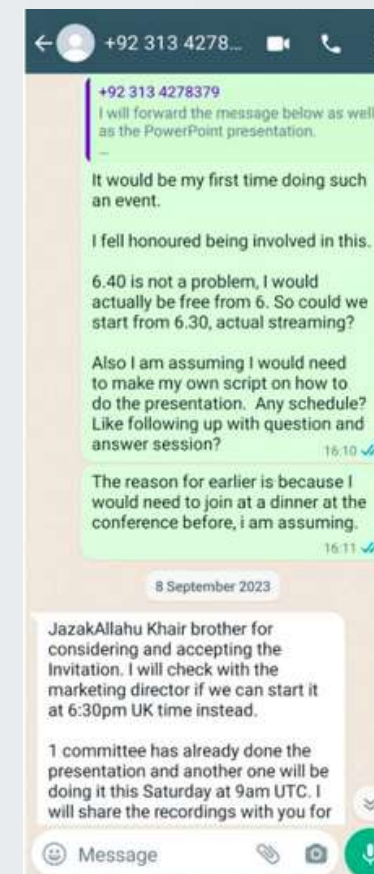 +92 313 4278...
+92 313 4278379
I will forward the message below as well
as the PowerPoint presentation.
...
It would be my first time doing such
an event.
I fell honoured being involved in this.
6.40 is not a problem, I would
actually be free from 6. So could we
start from 6.30, actual streaming?
Also I am assuming I would need
to make my own script on how to
do the presentation. Any schedule?
Like following up with question and
answer session?
16:10
The reason for earlier is because I
would need to join at a dinner at the
conference before, i am assuming.
16:11
8 September 2023
JazakAllahu Khair brother for
considering and accepting the
Invitation. I will check with the
marketing director if we can start it
at 6:30pm UK time instead.
1 committee has already done the
presentation and another one will be
doing it this Saturday at 9am UTC. I
will share the recordings with you for
Message